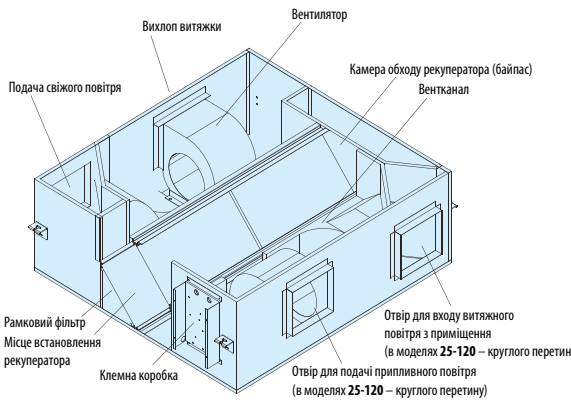 Вентилятор
Вихлоп витяжки
Камера обходу рекуператора (байпас)
Подача свіжого повітря
Вентканал
Рамковий фільтр
Місце встановлення
рекуператора
Клемна коробка
Отвір для входу витяжного
повітря з приміщення
(в моделях 25-120 – круглого перетин
Отвір для подачі припливного повітря
(в моделях 25-120 – круглого перетину)